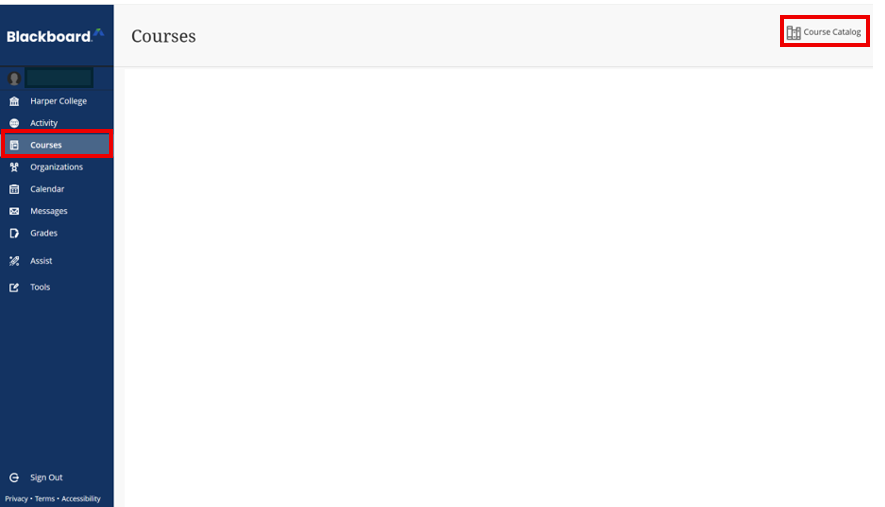 Blackboard
Courses
Course Catalog
Harper College
Activity
Courses
Organizations
Calendar
Messages
Grades
Assist
Tools
Sign Out
Privacy • Terms • Accessibility